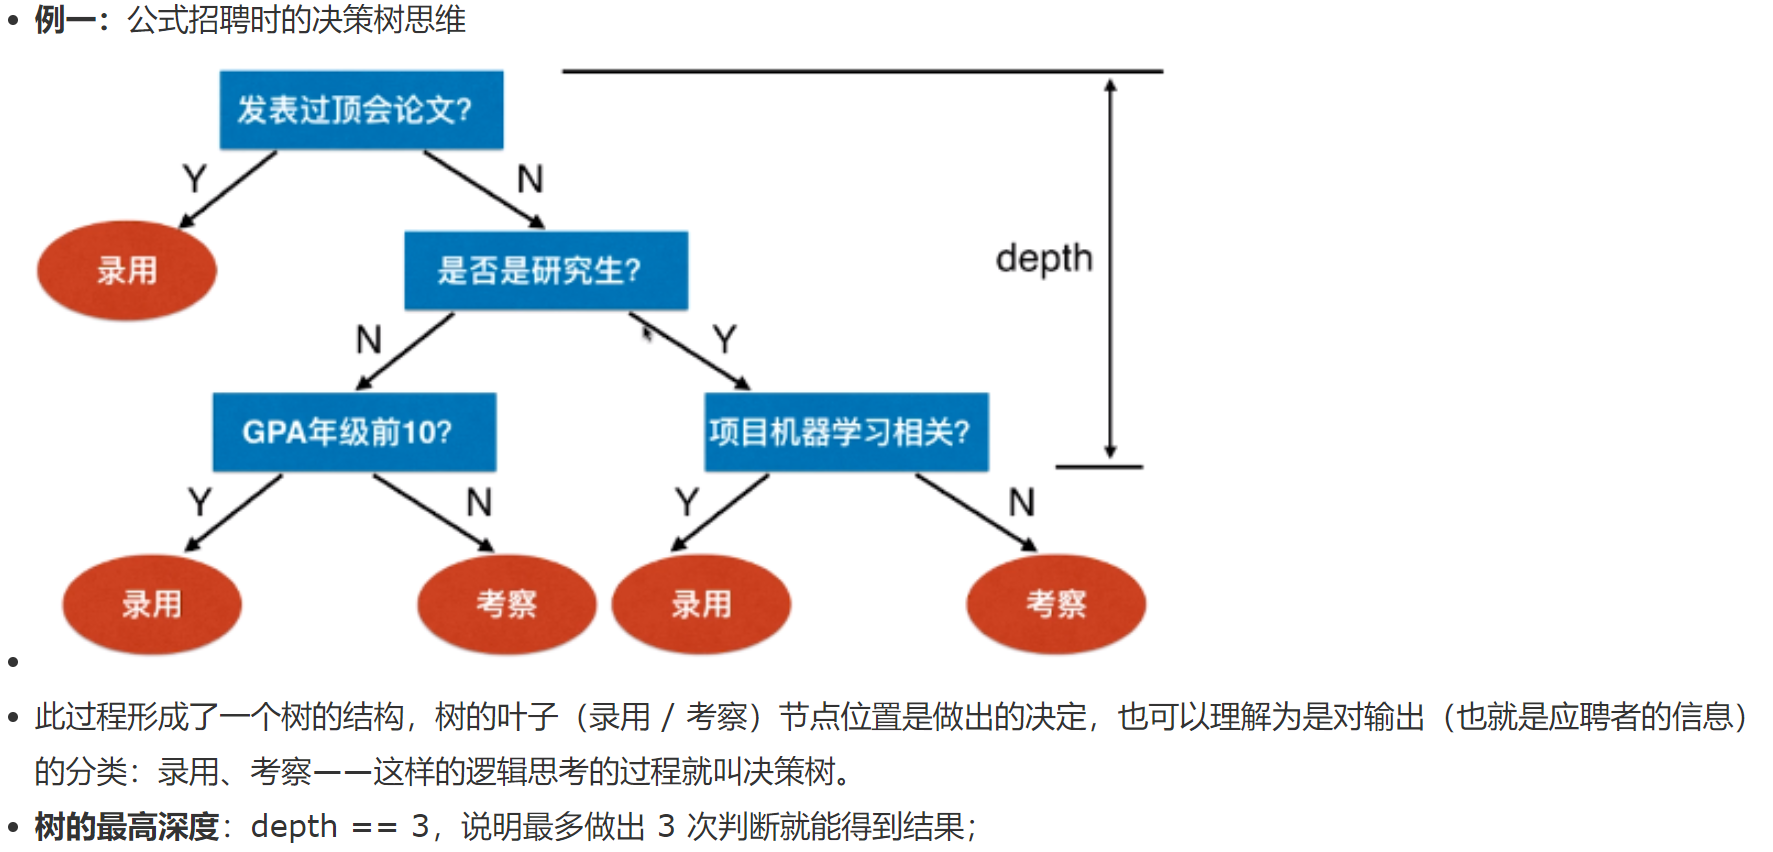 例一：公式招聘时的决策树思维
发表过顶会论文?
Y
N
录用
是否是研究生?
depth
N
Y
GPA年级前10?
项目机器学习相关?
Y
N
Y
N
录用
考察
录用
考察
此过程形成了一个树的结构，树的叶子（录用 / 考察）节点位置是做出的决定，也可以理解为是对输出（也就是应聘者的信息）
的分类：录用、考察——这样的逻辑思考的过程就叫决策树。
树的最高深度：depth == 3，说明最多做出 3 次判断就能得到结果；